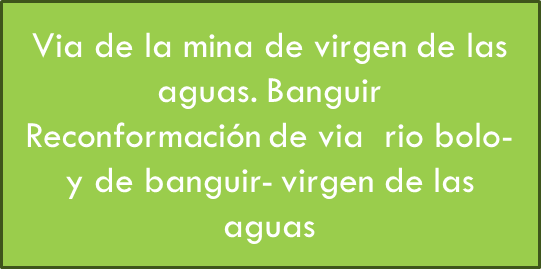 Via de la mina de virgen de las
aguas. Banguir
Reconformación de via  rio bolo-
y de banguir- virgen de las
aguas